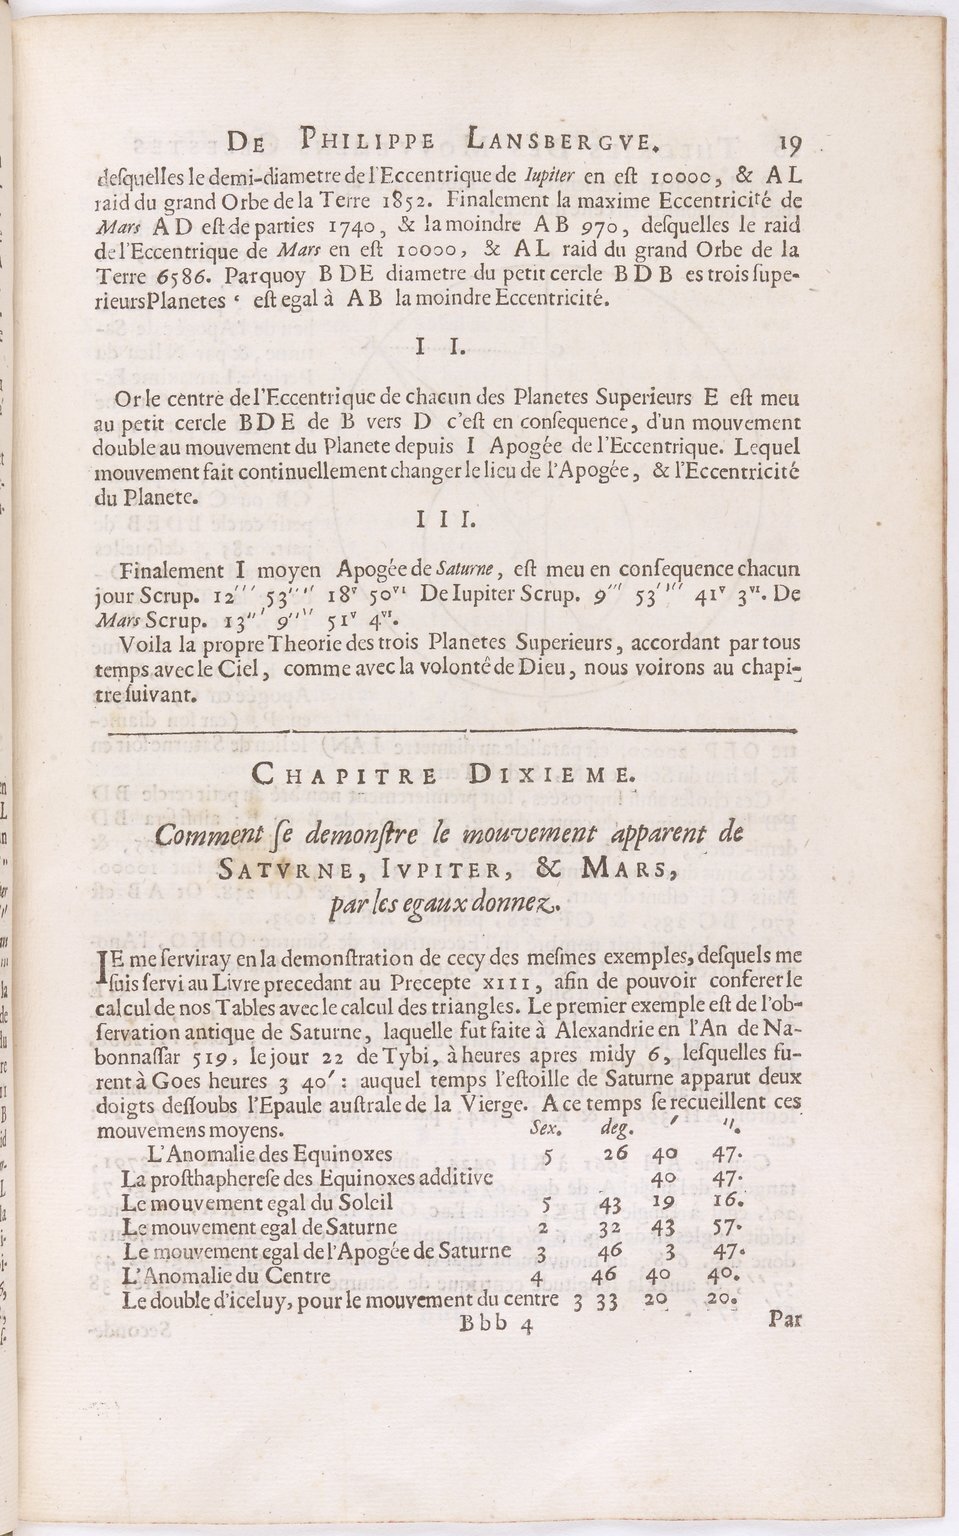 DE PHILIPPE LANSBERGVE. 19
deſquelles le demi-diametre de l'Eccentrique de Iupiter en eſt 10000, & A L
raid du grand Orbe de la Terre 1852. Finalement la maxime Eccentricité de
Mars A D eſt de parties 1740, & la moindre A B 970, deſquelles le raid
de l'Eccentrique de Mars en eſt 10000, & A L raid du grand Orbe de la
Terre 6586. Parquoy B D E diametre du petit cercle B D B es trois ſupe-
rieurs Planetes ‘ eſt egal à A B la moindre Eccentricité.
I I.
Or le centre de l'Eccentrique de chacun des Planetes Superieurs E eſt meu
au petit cercle B D E de B vers D c'eſt en conſequence, d'un mouvement
double au mouvement du Planete depuis I Apogée de l'Eccentrique. Lequel
mouvement fait continuellement changer le lieu de l'Apogée, & l'Eccentricité
du Planete.
I I I.
Finalement I moyen Apogée de Saturne, eſt meu en conſequence chacun
jour Scrup. 12''' 53'''' 18ᵛ 50ᵛᶦ De Iupiter Scrup. 9''' 53'''' 41ᵛ 3ᵛᶦ. De
Mars Scrup. 13''' 9'''' 51ᵛ 4ᵛᶦ.
Voila la propre Theorie des trois Planetes Superieurs, accordant par tous
temps avec le Ciel, comme avec la volonté de Dieu, nous voirons au chapi-
tre ſuivant.
CHAPITRE DIXIEME.
Comment ſe demonſtre le mouvement apparent de
SATVRNE, IVPITER, & MARS,
par les egaux donnez.
IE me ſerviray en la demonſtration de cecy des meſmes exemples, deſquels me
ſuis ſervi au Livre precedant au Precepte XIII, afin de pouvoir conferer le
calcul de nos Tables avec le calcul des triangles. Le premier exemple eſt de l'ob-
ſervation antique de Saturne, laquelle fut faite à Alexandrie en l'An de Na-
bonnaſſar 519, le jour 22 de Tybi, à heures apres midy 6, leſquelles fu-
rent à Goes heures 3 40': auquel temps l'eſtoille de Saturne apparut deux
doigts deſſoubs l'Epaule auſtrale de la Vierge. A ce temps ſe recueillent ces
mouvemens moyens. Sex. deg. ' ''.
L'Anomalie des Equinoxes 5 26 40 47.
La proſthaphereſe des Equinoxes additive 40 47.
Le mouvement egal du Soleil 5 43 19 16.
Le mouvement egal de Saturne 2 32 43 57.
Le mouvement egal de l'Apogée de Saturne 3 46 3 47.
L'Anomalie du Centre 4 46 40 40.
Le double d'iceluy, pour le mouvement du centre 3 33 20 20.
B b b 4 Par